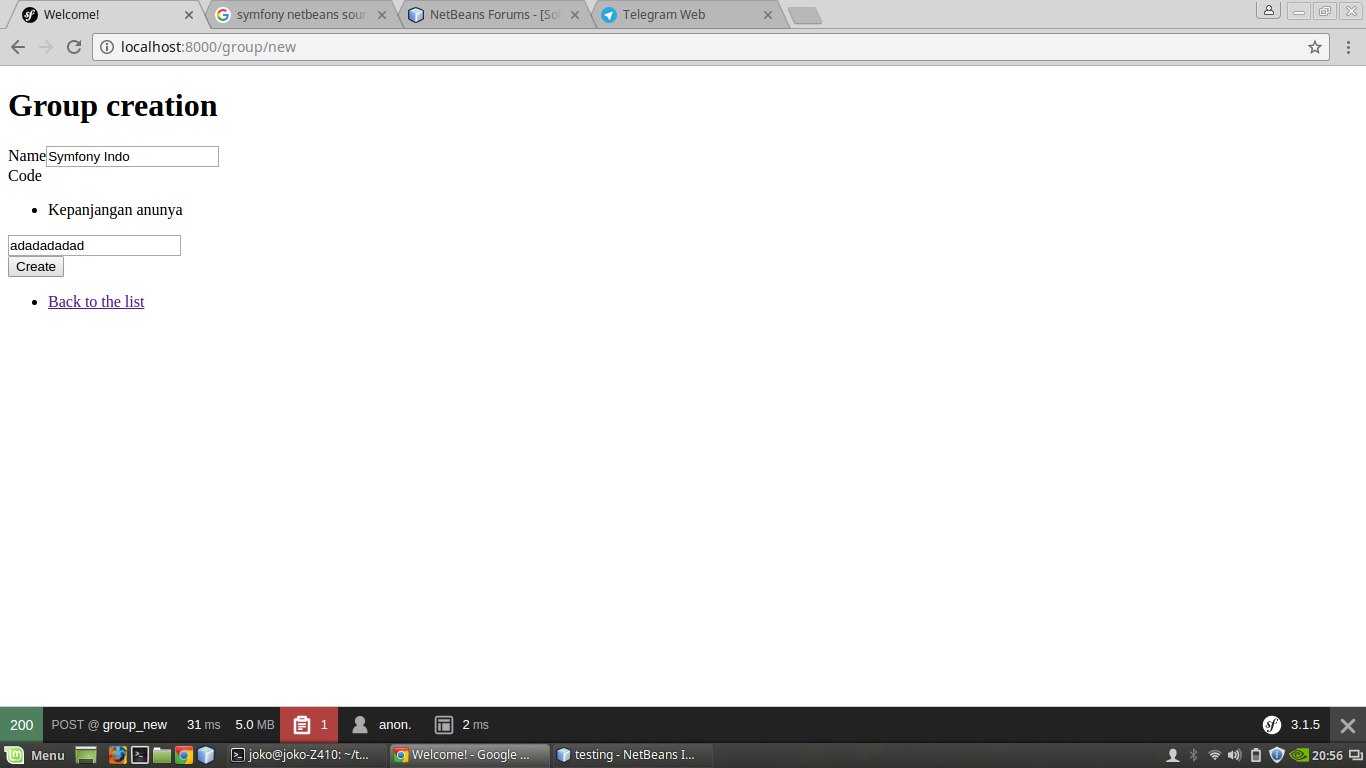 Welcome!
symfony netbeans sour
NetBeans Forums - [So
Telegram Web
localhost:8000/group/new
Group creation
Name Symfony Indo
Code
Kepanjangan anunya
adadadadad
Create
Back to the list
200 POST @ group_new 31 ms 5.0 MB 1 anon. 2 ms sf 3.1.5
Menu joko@joko-Z410: ~/t... Welcome! - Google ... testing - NetBeans I... 20:56